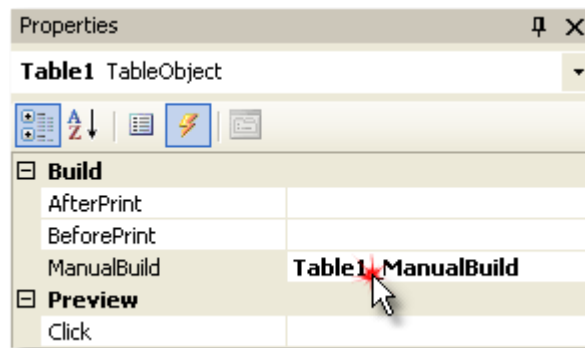 Properties
Table1 TableObject
A
Z
Build
AfterPrint
BeforePrint
ManualBuild Table1_ManualBuild
Preview
Click